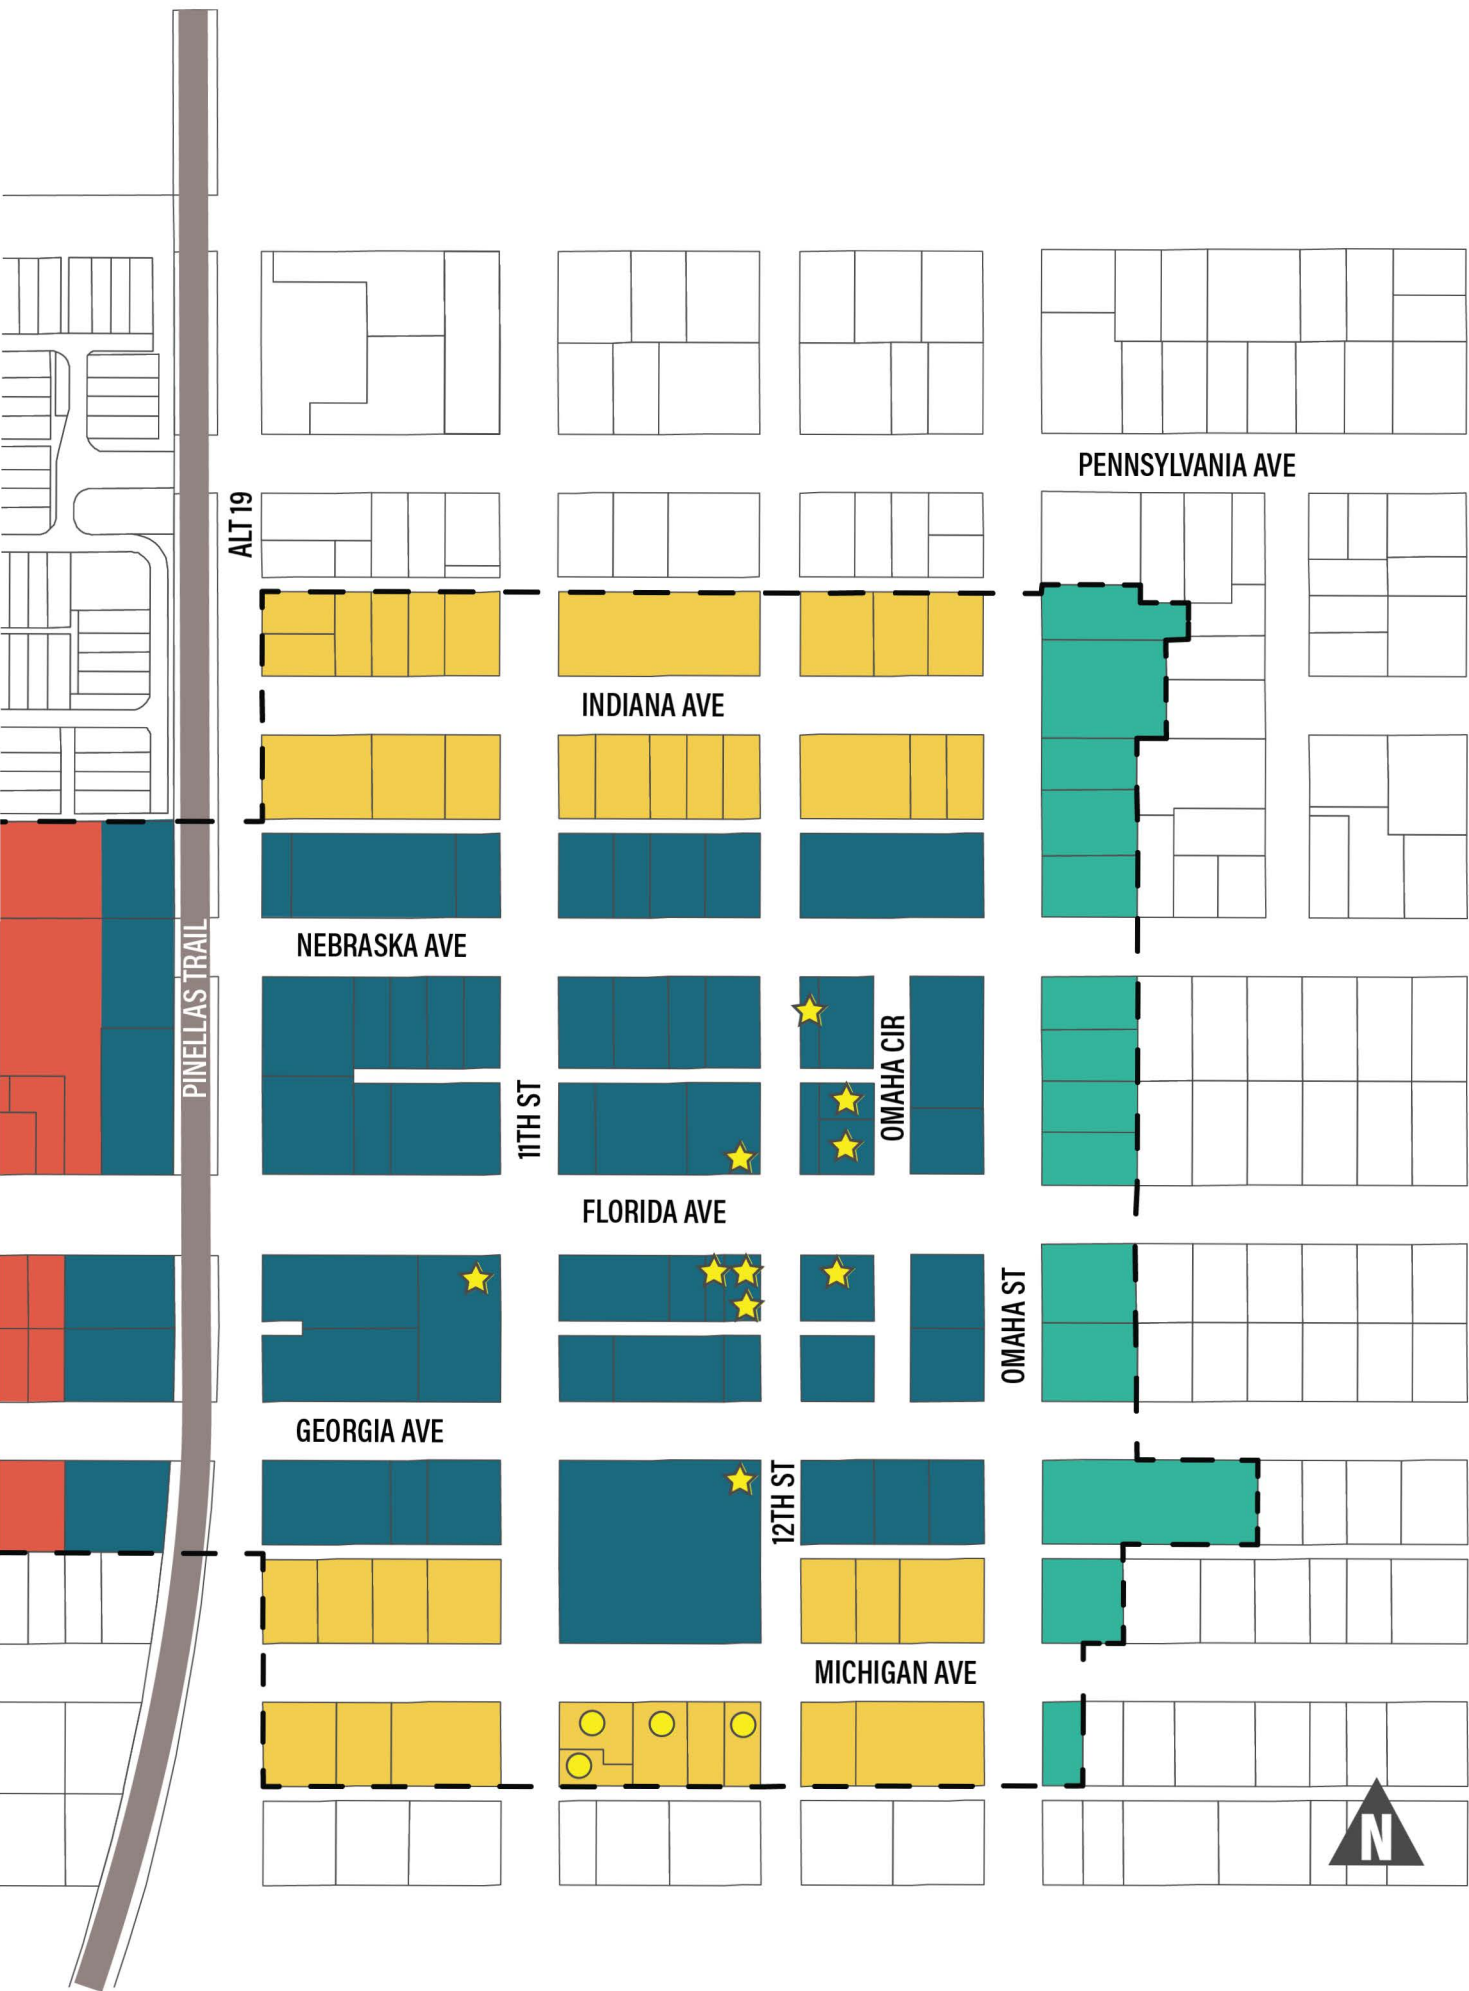 PENNSYLVANIA AVE
ALT 19
INDIANA AVE
NEBRASKA AVE
PINELLAS TRAIL
OMAHA CIR
11TH ST
FLORIDA AVE
OMAHA ST
GEORGIA AVE
12TH ST
MICHIGAN AVE
N